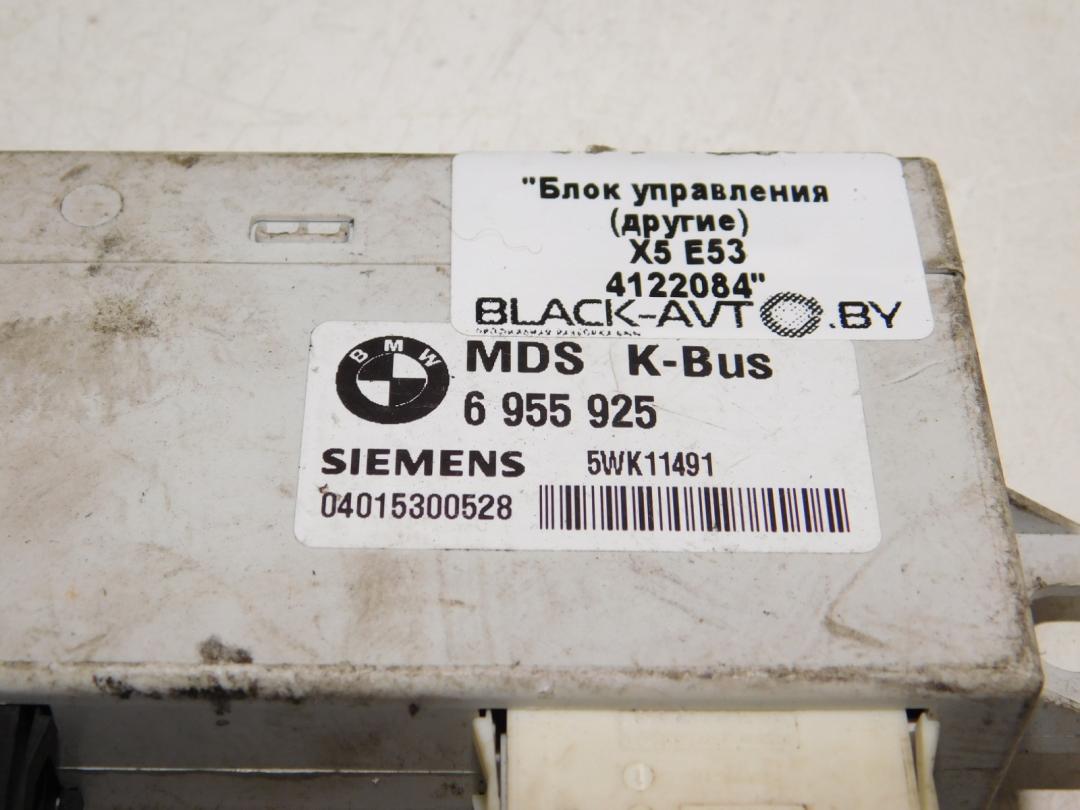 "Блок управления
(другие)
X5 E53
4122084"
BLACK-AVTO.BY
BMW
MDS K-Bus
6 955 925
SIEMENS 5WK11491
04015300528